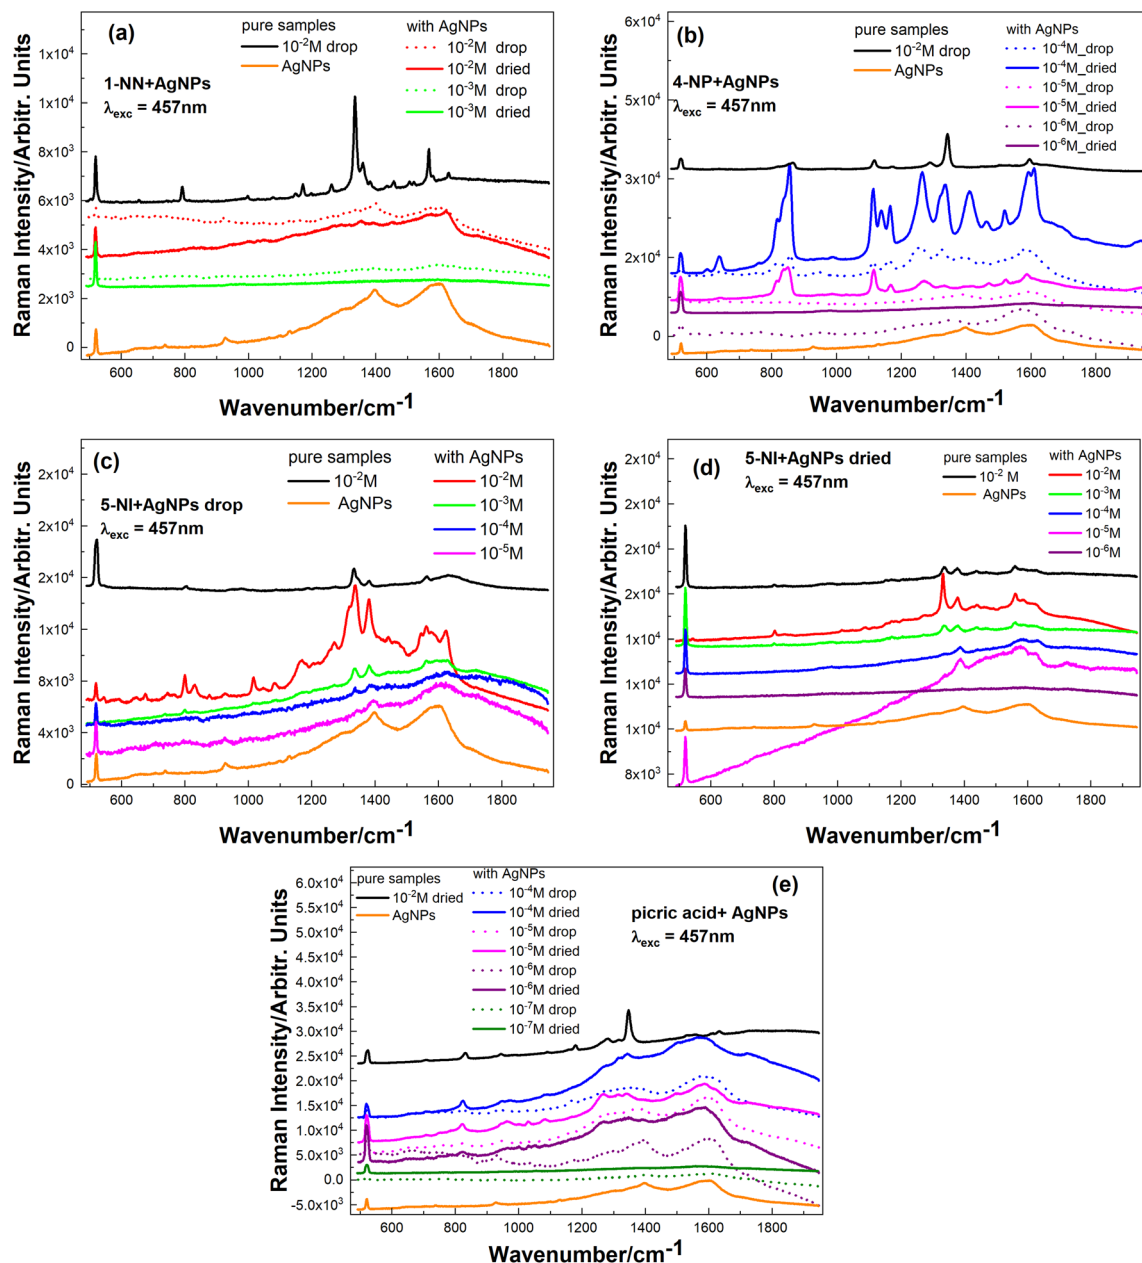 (a)
pure samples
10⁻²M drop
AgNPs
with AgNPs
10⁻²M drop
10⁻²M dried
10⁻³M drop
10⁻³M dried
1-NN+AgNPs
λexc = 457nm
1x10⁴
1x10⁴
8x10³
6x10³
4x10³
2x10³
0
Raman Intensity/Arbitr. Units
600 800 1000 1200 1400 1600 1800
Wavenumber/cm⁻¹
(b)
pure samples
10⁻²M drop
AgNPs
with AgNPs
10⁻⁴M_drop
10⁻⁴M_dried
10⁻⁵M_drop
10⁻⁵M_dried
10⁻⁶M_drop
10⁻⁶M_dried
4-NP+AgNPs
λexc = 457nm
6x10⁴
5x10⁴
3x10⁴
2x10⁴
0
Raman Intensity/Arbitr. Units
600 800 1000 1200 1400 1600 1800
Wavenumber/cm⁻¹
(c)
pure samples
10⁻²M
AgNPs
with AgNPs
10⁻²M
10⁻³M
10⁻⁴M
10⁻⁵M
5-NI+AgNPs drop
λexc = 457nm
2x10⁴
2x10⁴
2x10⁴
1x10⁴
8x10³
4x10³
0
Raman Intensity/Arbitr. Units
600 800 1000 1200 1400 1600 1800
Wavenumber/cm⁻¹
(d)
5-NI+AgNPs dried
λexc = 457nm
pure samples
10⁻² M
AgNPs
with AgNPs
10⁻²M
10⁻³M
10⁻⁴M
10⁻⁵M
10⁻⁶M
2x10⁴
2x10⁴
2x10⁴
2x10⁴
1x10⁴
1x10⁴
1x10⁴
8x10³
Raman Intensity/Arbitr. Units
600 800 1000 1200 1400 1600 1800
Wavenumber/cm⁻¹
(e)
pure samples
10⁻²M dried
AgNPs
with AgNPs
10⁻⁴M drop
10⁻⁴M dried
10⁻⁵M drop
10⁻⁵M dried
10⁻⁶M drop
10⁻⁶M dried
10⁻⁷M drop
10⁻⁷M dried
picric acid+ AgNPs
λexc = 457nm
6.0x10⁴
5.5x10⁴
5.0x10⁴
4.5x10⁴
4.0x10⁴
3.5x10⁴
3.0x10⁴
2.5x10⁴
2.0x10⁴
1.5x10⁴
1.0x10⁴
5.0x10³
0.0
-5.0x10³
Raman Intensity/Arbitr. Units
600 800 1000 1200 1400 1600 1800
Wavenumber/cm⁻¹